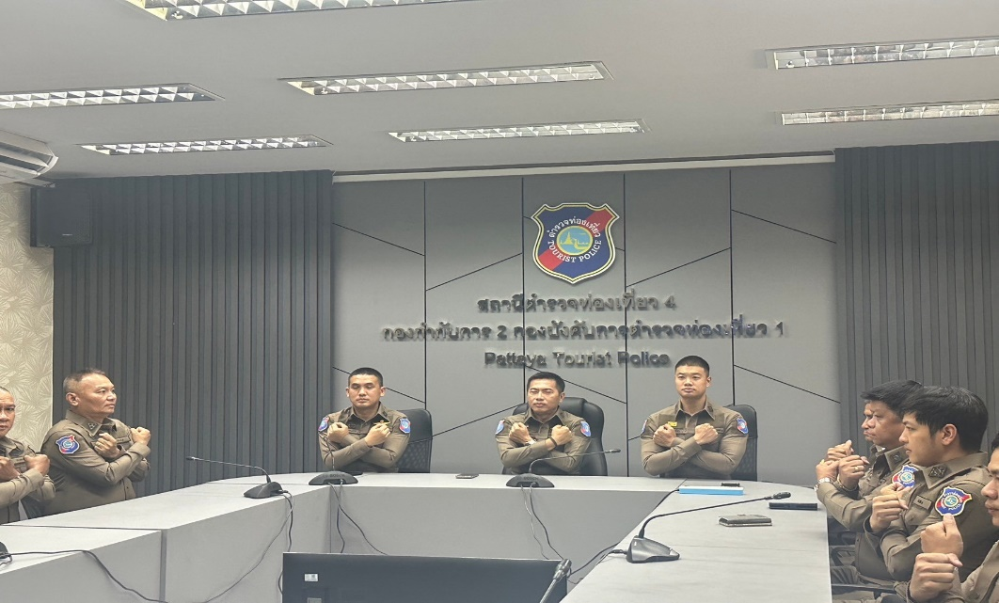 ตำรวจท่องเที่ยว
TOURIST POLICE
สถานีตำรวจท่องเที่ยว 4
กองกำกับการ 2 กองบังคับการตำรวจท่องเที่ยว 1
Pattaya Tourist Police